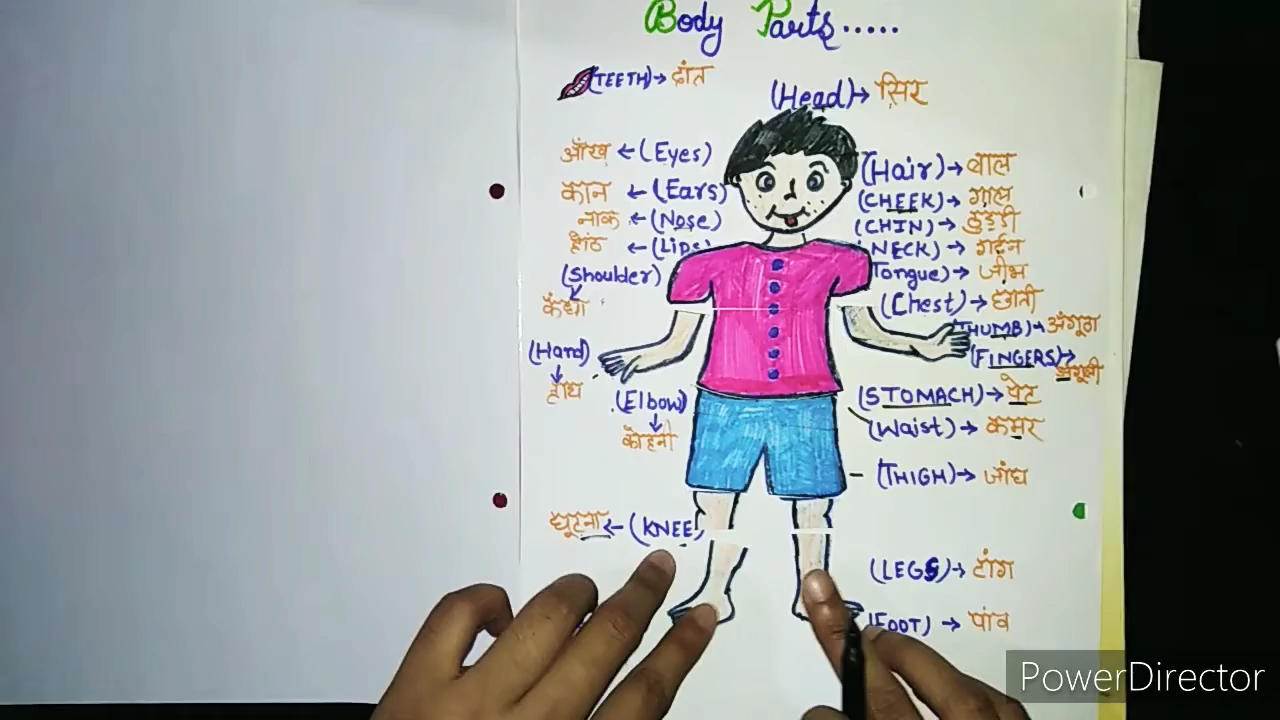 Body Parts.....
(TEETH)→दांत
(Head)→सिर
आँख←(Eyes)
कान←(Ears)
नाक←(Nose)
होंठ←(Lips)
(Shoulder)
कंधा
(Hand)
हाथ
(Elbow)
कोहनी
घूटना←(KNEE)
(Hair)→बाल
(CHEEK)→गाल
(CHIN)→ठुड्डी
(NECK)→गर्दन
(Tongue)→जीभ
(Chest)→छाती
(THUMB)→अंगूठा
(FINGERS)→
(STOMACH)→पेट
(Waist)→कमर
(THIGH)→जांघ
(LEGS)→टांग
(FOOT)→पांव
PowerDirector